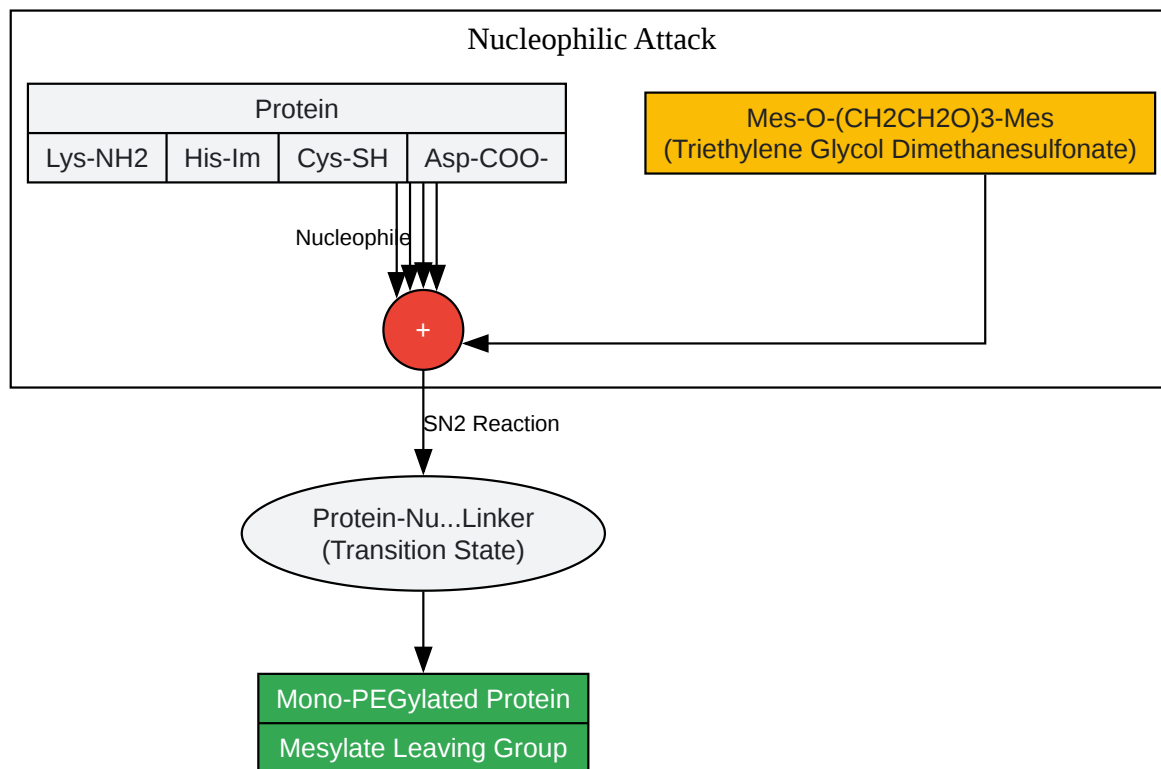 Nucleophilic Attack
Protein
Lys-NH2 His-Im Cys-SH Asp-COO-
Mes-O-(CH2CH2O)3-Mes
(Triethylene Glycol Dimethanesulfonate)
Nucleophile
+
SN2 Reaction
Protein-Nu...Linker
(Transition State)
Mono-PEGylated Protein
Mesylate Leaving Group